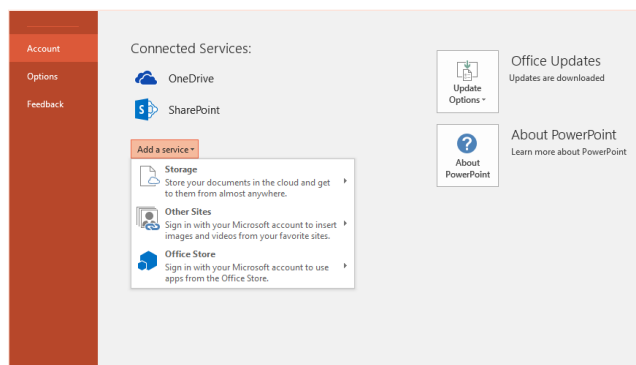 Account
Options
Feedback
Connected Services:
OneDrive
S
SharePoint
Add a service
Storage
Store your documents in the cloud and get
to them from almost anywhere.
Other Sites
Sign in with your Microsoft account to insert
images and videos from your favorite sites.
Office Store
Sign in with your Microsoft account to use
apps from the Office Store.
Update
Options
Office Updates
Updates are downloaded
?
About
PowerPoint
About PowerPoint
Learn more about PowerPoint